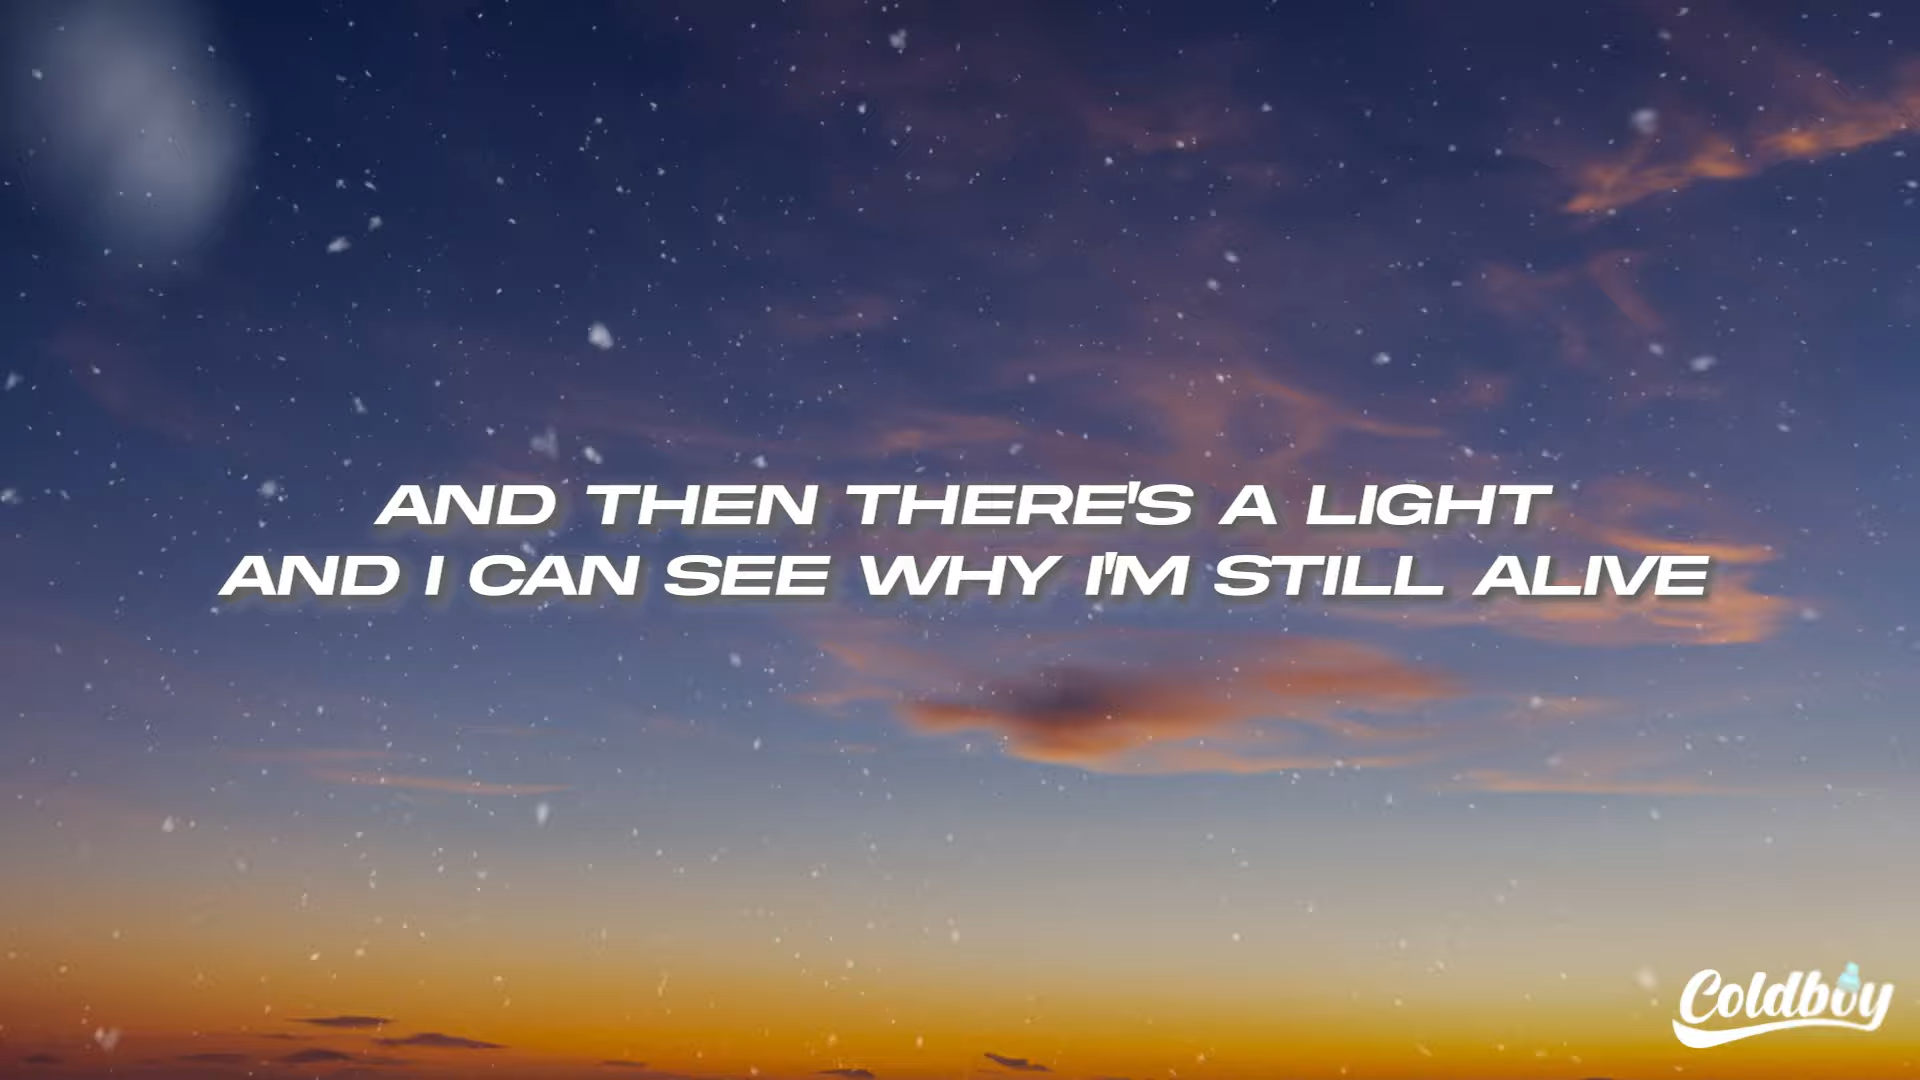 AND THEN THERE'S A LIGHT
AND I CAN SEE WHY I'M STILL ALIVE
Coldboy